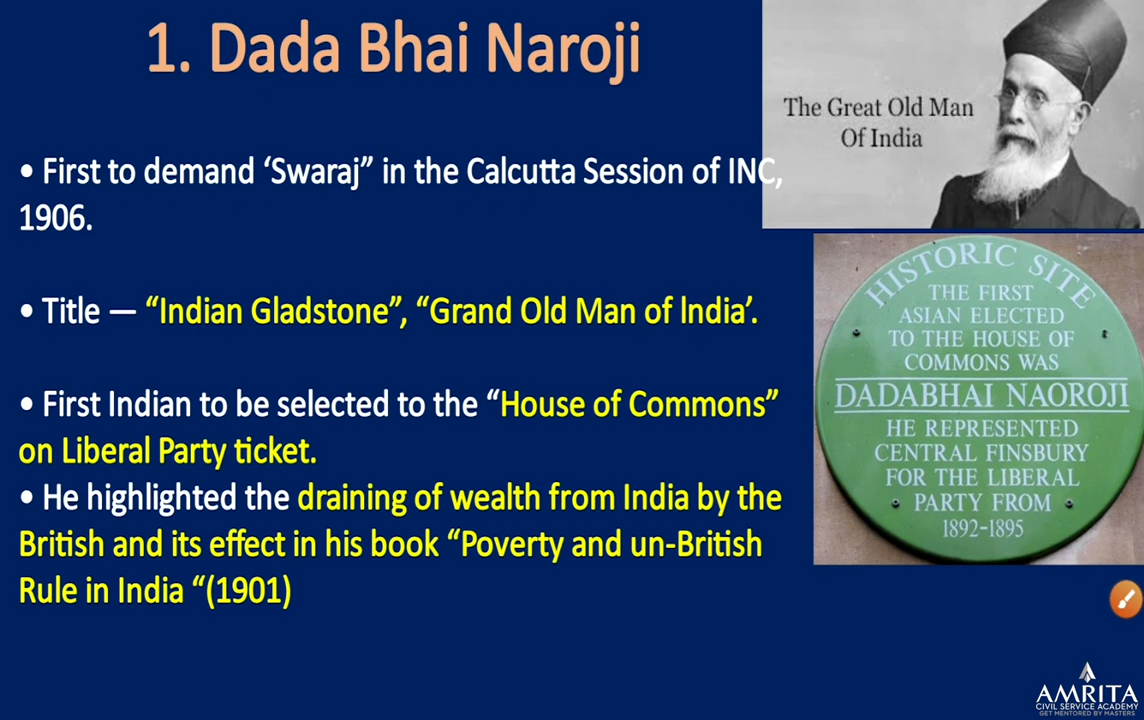 1. Dada Bhai Naroji
The Great Old Man
Of India
• First to demand ‘Swaraj” in the Calcutta Session of INC,
1906.
• Title — “Indian Gladstone”, “Grand Old Man of lndia’.
• First Indian to be selected to the “House of Commons”
on Liberal Party ticket.
• He highlighted the draining of wealth from India by the
British and its effect in his book “Poverty and un-British
Rule in India “(1901)
HISTORIC SITE
THE FIRST
ASIAN ELECTED
TO THE HOUSE OF
COMMONS WAS
DADABHAI NAOROJI
HE REPRESENTED
CENTRAL FINSBURY
FOR THE LIBERAL
PARTY FROM
1892-1895
AMRITA
CIVIL SERVICE ACADEMY
GET MENTORED BY MASTERS